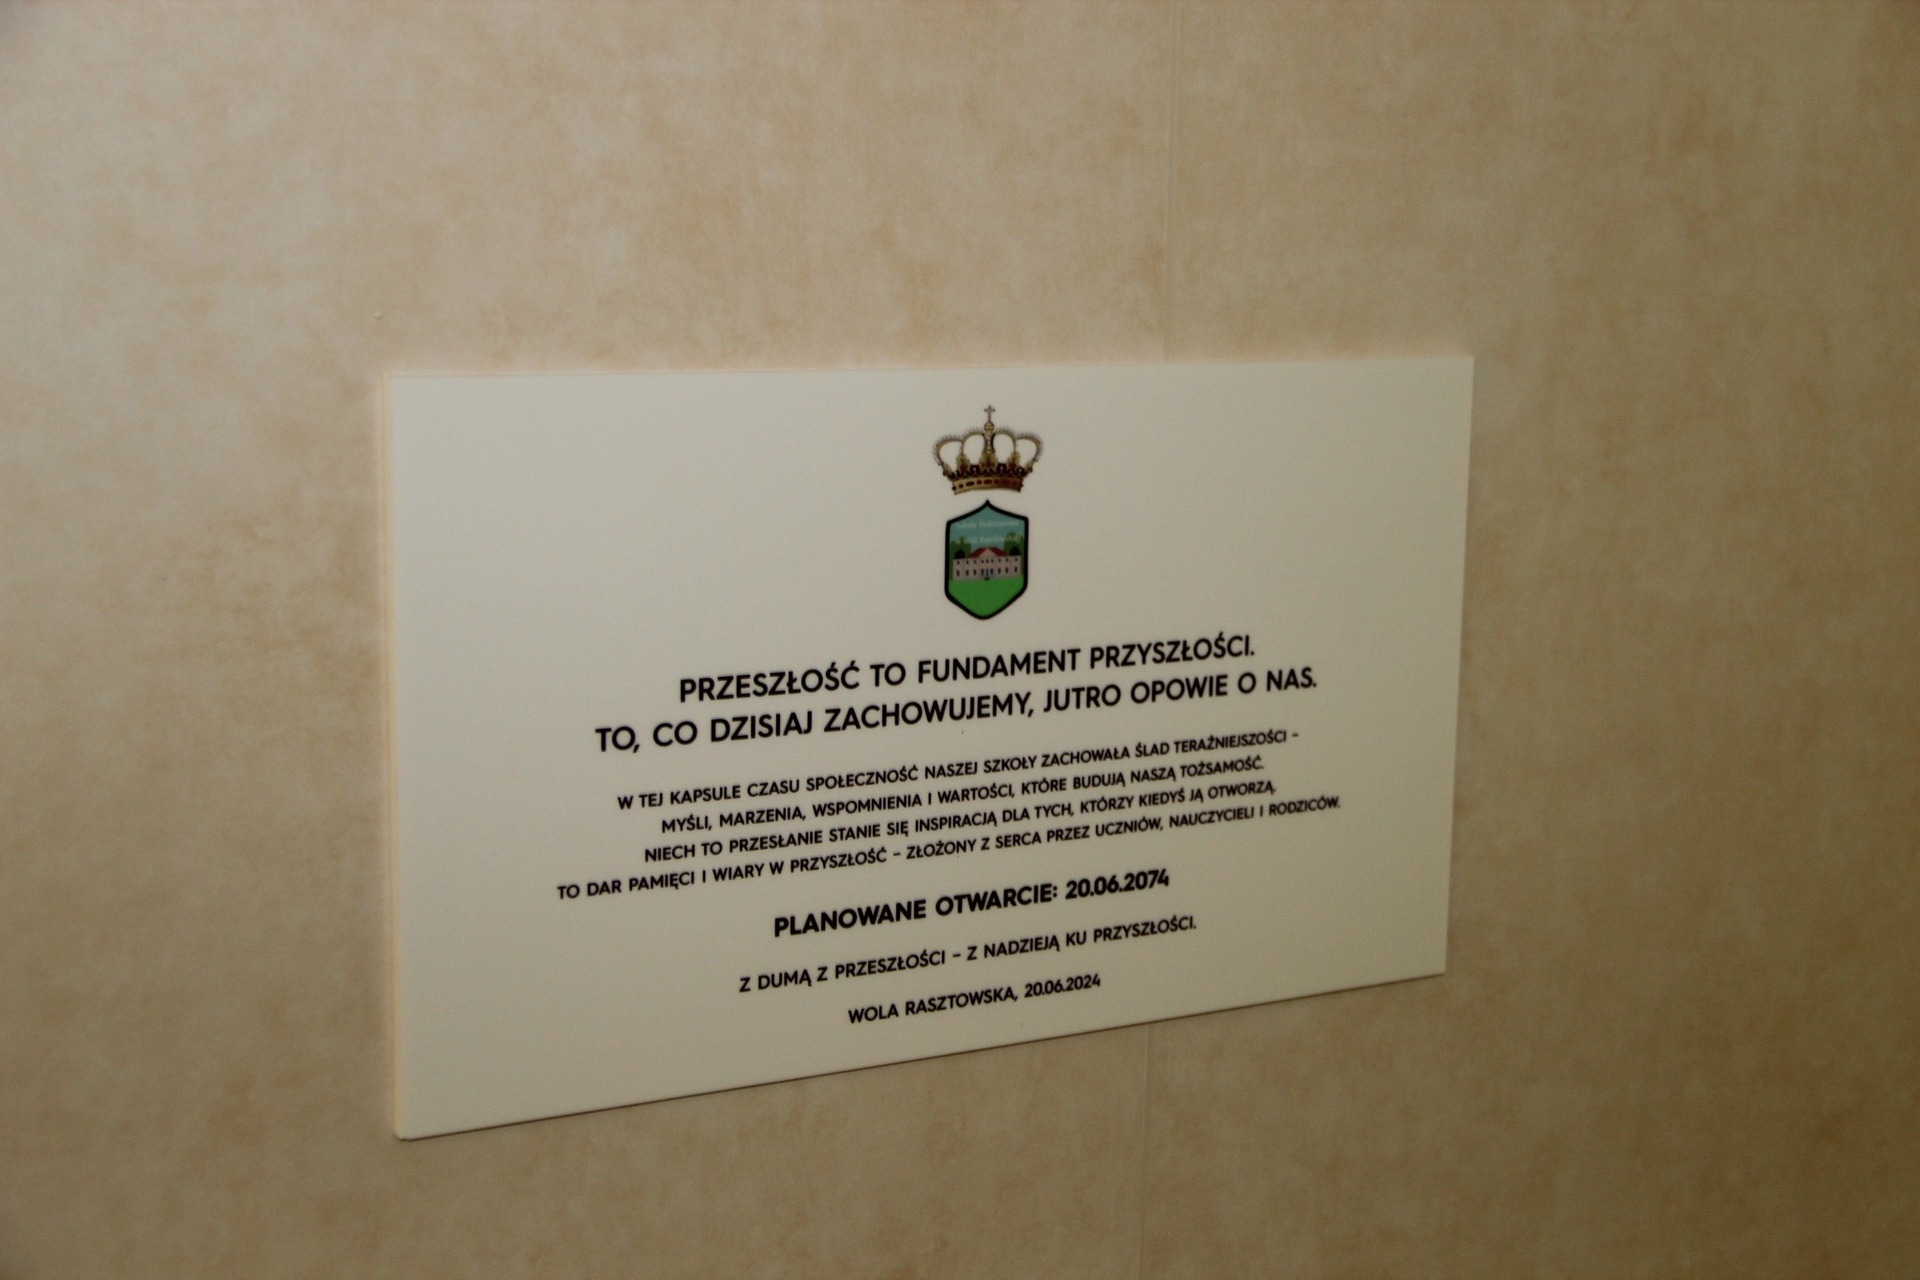 PRZESZŁOŚĆ TO FUNDAMENT PRZYSZŁOŚCI.
TO, CO DZISIAJ ZACHOWUJEMY, JUTRO OPOWIE O NAS.
W TEJ KAPSULE CZASU SPOŁECZNOŚĆ NASZEJ SZKOŁY ZACHOWAŁA ŚLAD TERAŹNIEJSZOŚCI –
MYŚLI, MARZENIA, WSPOMNIENIA I WARTOŚCI, KTÓRE BUDUJĄ NASZĄ TOŻSAMOŚĆ.
NIECH TO PRZESŁANIE STANIE SIĘ INSPIRACJĄ DLA TYCH, KTÓRZY KIEDYŚ JĄ OTWORZĄ.
TO DAR PAMIĘCI I WIARY W PRZYSZŁOŚĆ – ZŁOŻONY Z SERCA PRZEZ UCZNIÓW, NAUCZYCIELI I RODZICÓW.
PLANOWANE OTWARCIE: 20.06.2074
Z DUMĄ Z PRZESZŁOŚCI – Z NADZIEJĄ KU PRZYSZŁOŚCI.
WOLA RASZTOWSKA, 20.06.2024